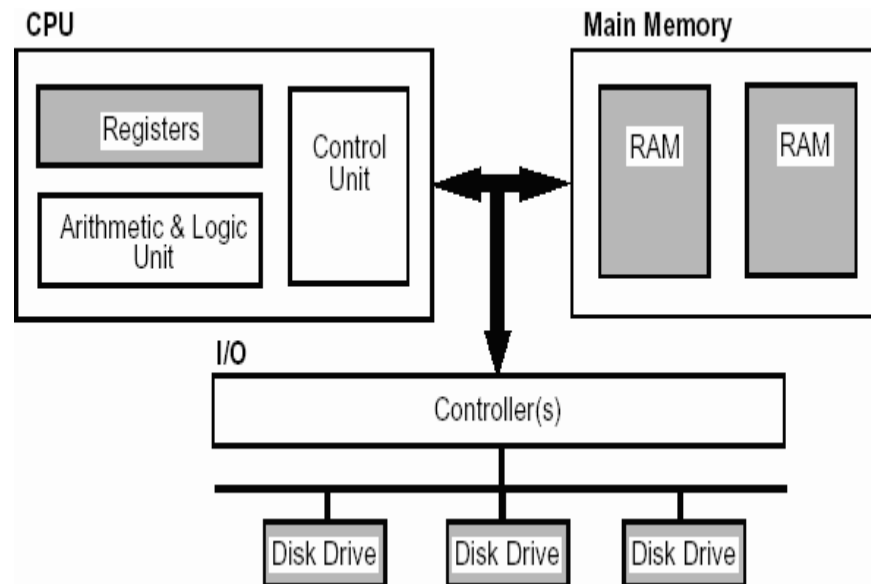 CPU
Main Memory
Registers
Control
Unit
Arithmetic & Logic
Unit
RAM
RAM
I/O
Controller(s)
Disk Drive
Disk Drive
Disk Drive